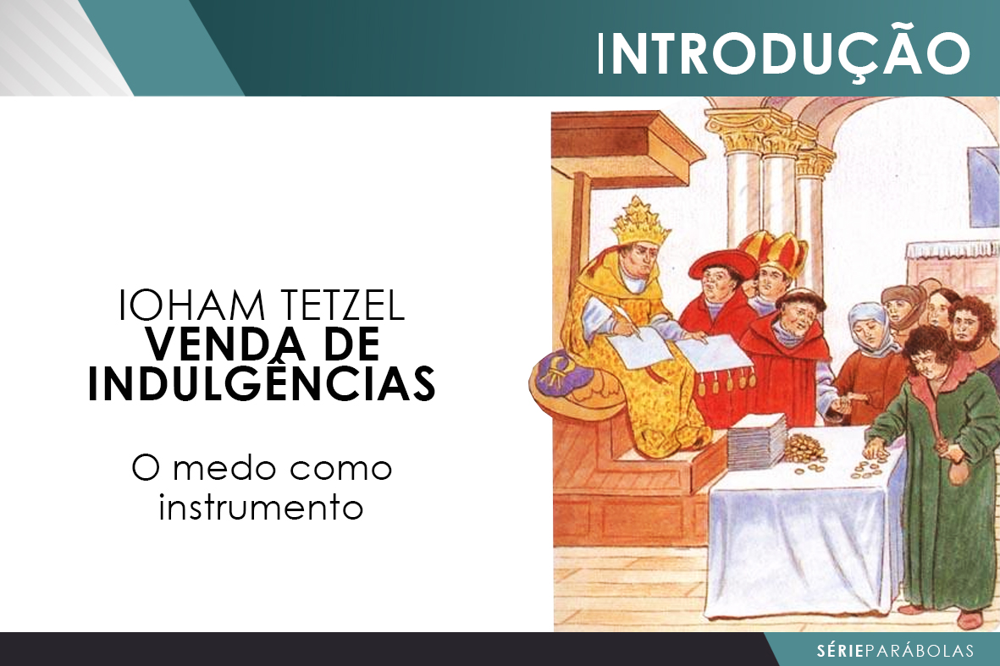 INTRODUÇÃO
IOHAM TETZEL
VENDA DE
INDULGÊNCIAS
O medo como
instrumento
SÉRIEPARÁBOLAS